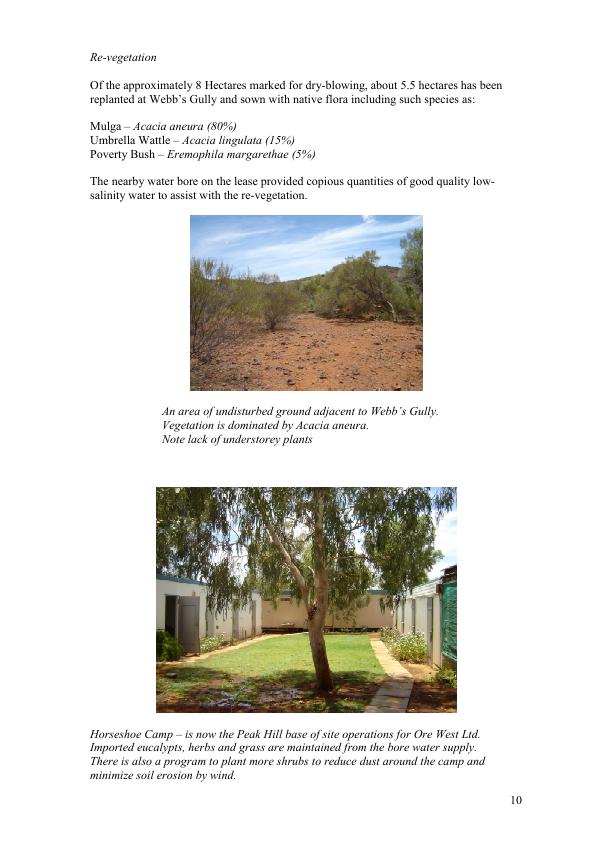 Re-vegetation
Of the approximately 8 Hectares marked for dry-blowing, about 5.5 hectares has been
replanted at Webb's Gully and sown with native flora including such species as:
Mulga – Acacia aneura (80%)
Umbrella Wattle – Acacia lingulata (15%)
Poverty Bush – Eremophila margarethae (5%)
The nearby water bore on the lease provided copious quantities of good quality low-
salinity water to assist with the re-vegetation.
An area of undisturbed ground adjacent to Webb's Gully.
Vegetation is dominated by Acacia aneura.
Note lack of understorey plants
Horseshoe Camp – is now the Peak Hill base of site operations for Ore West Ltd.
Imported eucalypts, herbs and grass are maintained from the bore water supply.
There is also a program to plant more shrubs to reduce dust around the camp and
minimize soil erosion by wind.
10